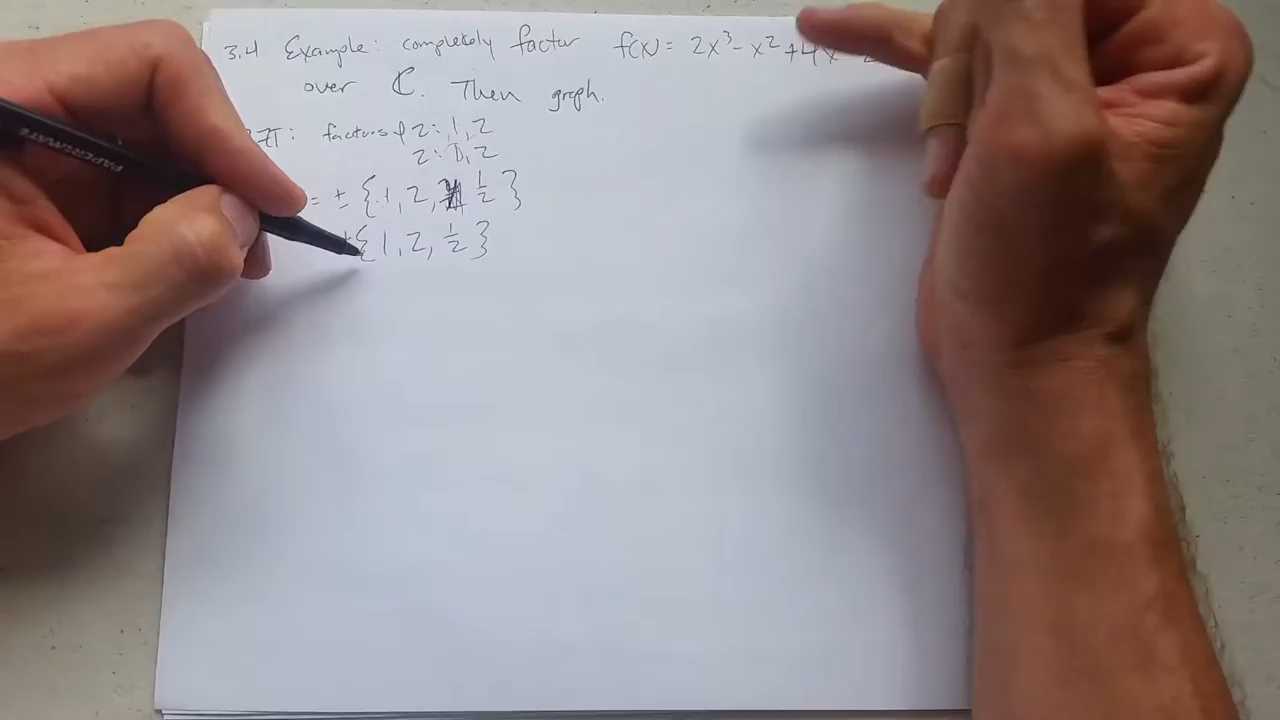 3.4 Example: completely factor f(x) = 2x³ - x² + 4x
over ℂ. Then graph.
factors of 2: 1, 2
2: 1, 2
= ± { 1, 2, 1/2 }
± { 1, 2, 1/2 }
PAPERMATE